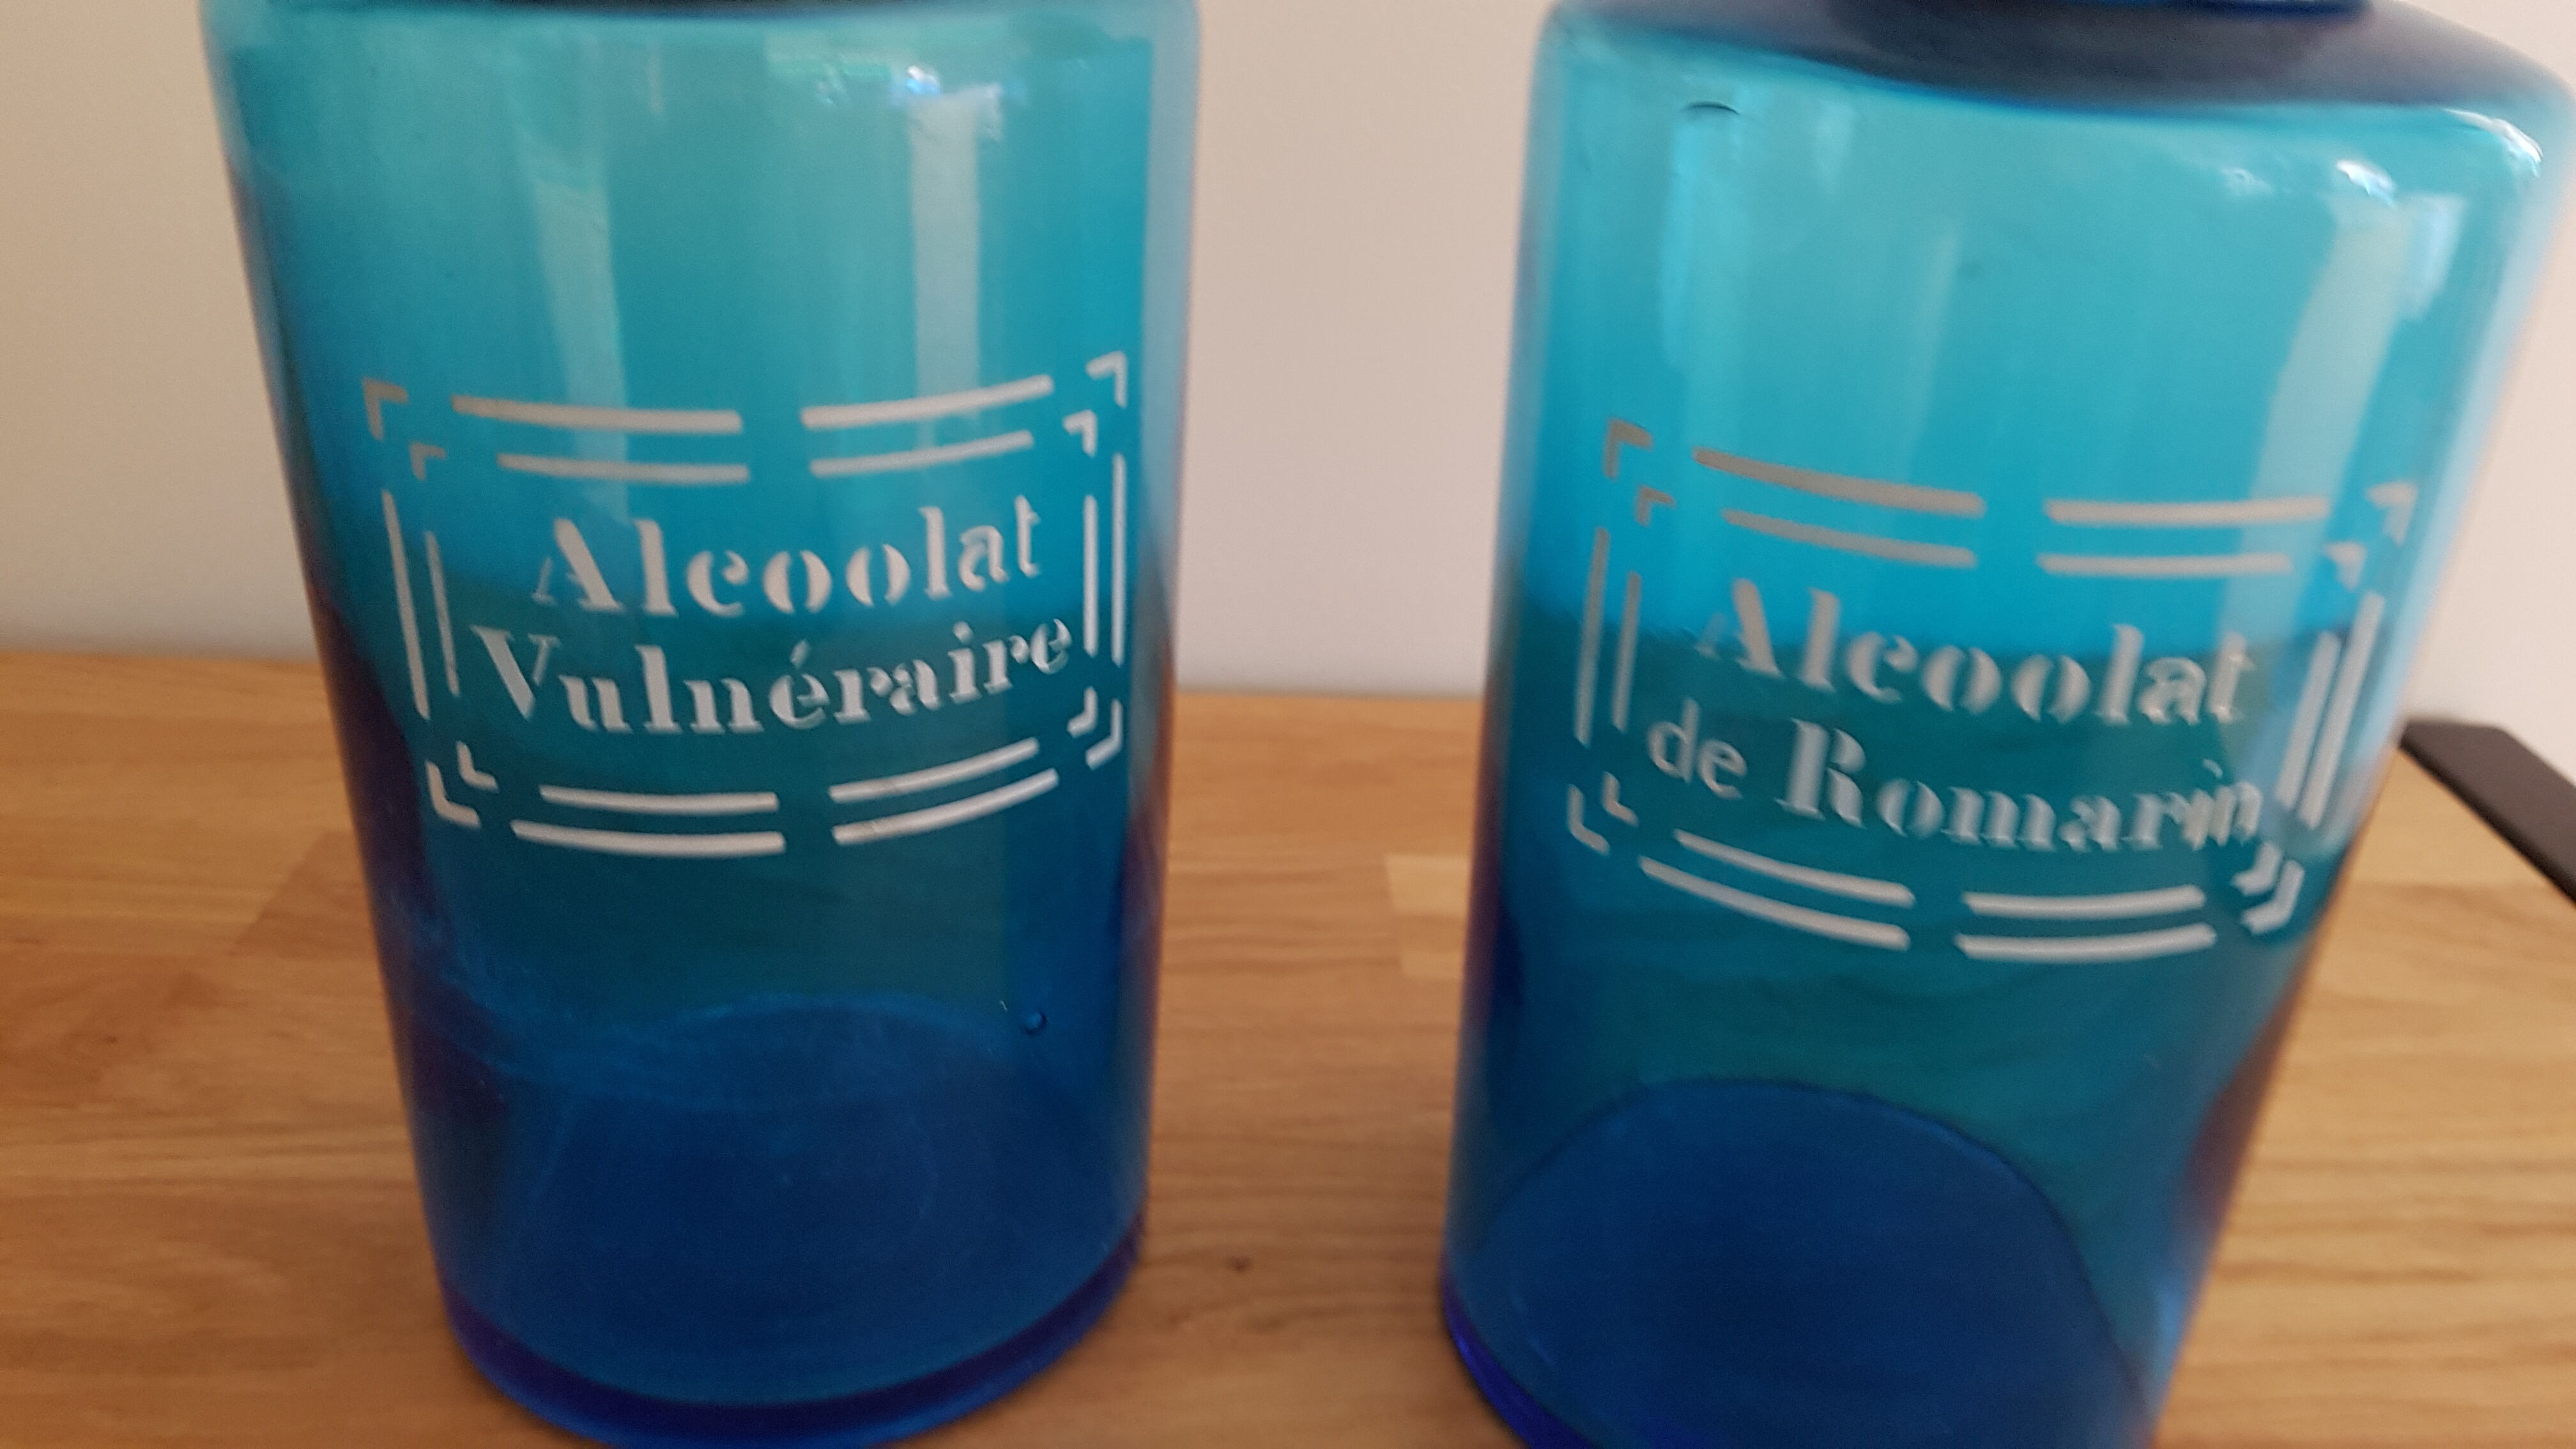 Alcoolat
Vulnéraire
Alcoolat
de Romarin